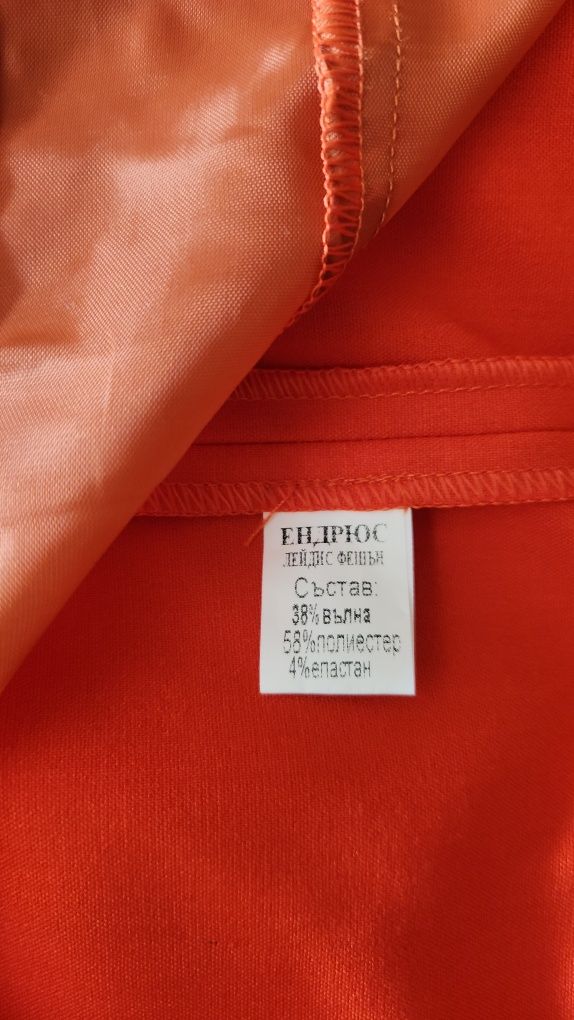 ЕНДРЮС
ЛЕЙДИС ФЕШЪН
Състав:
38% вълна
58%полиестер
4%еластан